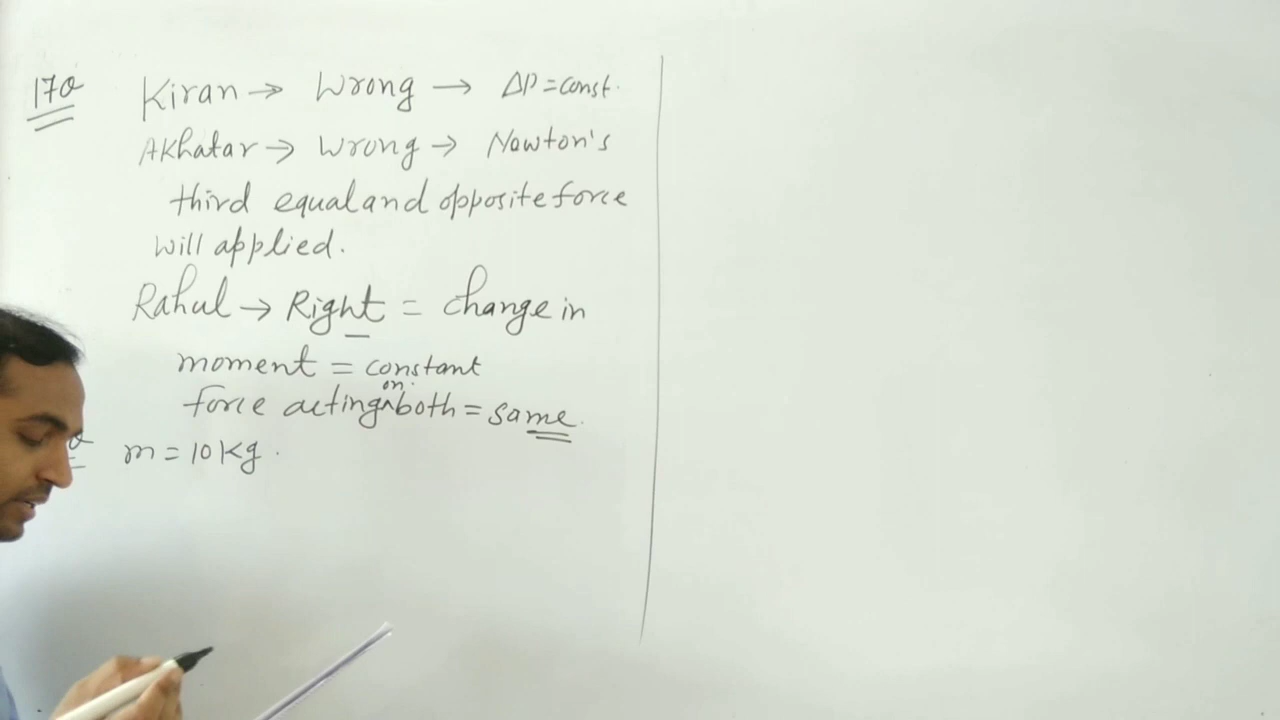 17Q Kiran → Wrong → ΔP = const.
Akhatar → Wrong → Newton's
third equal and opposite force
will applied.
Rahul → Right = change in
moment = constant
force acting on both = same.
m = 10 Kg.